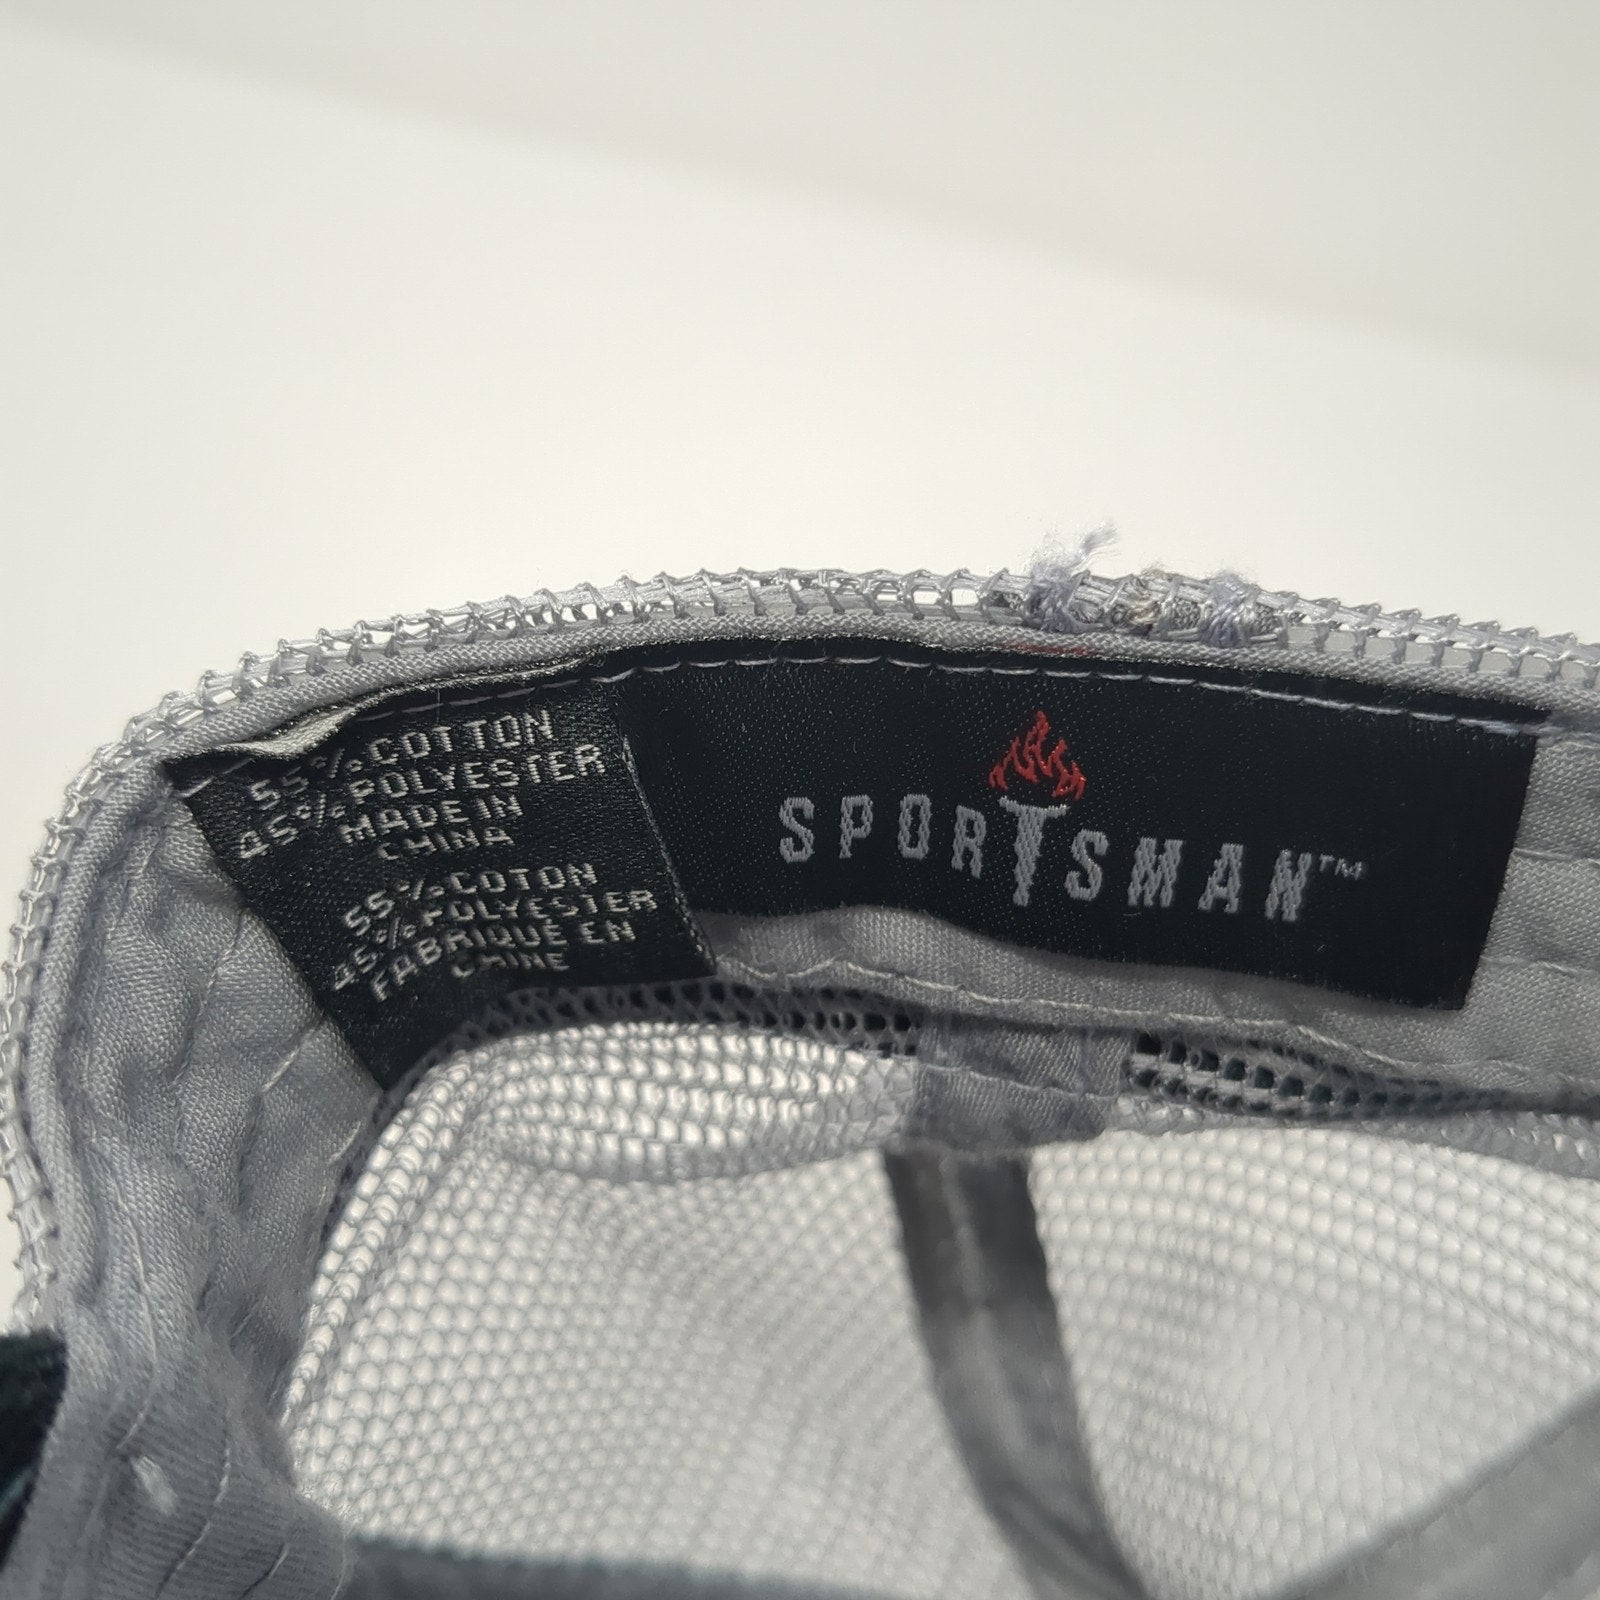 55% COTTON
45% POLYESTER
MADE IN
CHINA
55% COTON
45% POLYESTER
FABRIQUÉ EN
CHINE
SPORTSMAN™